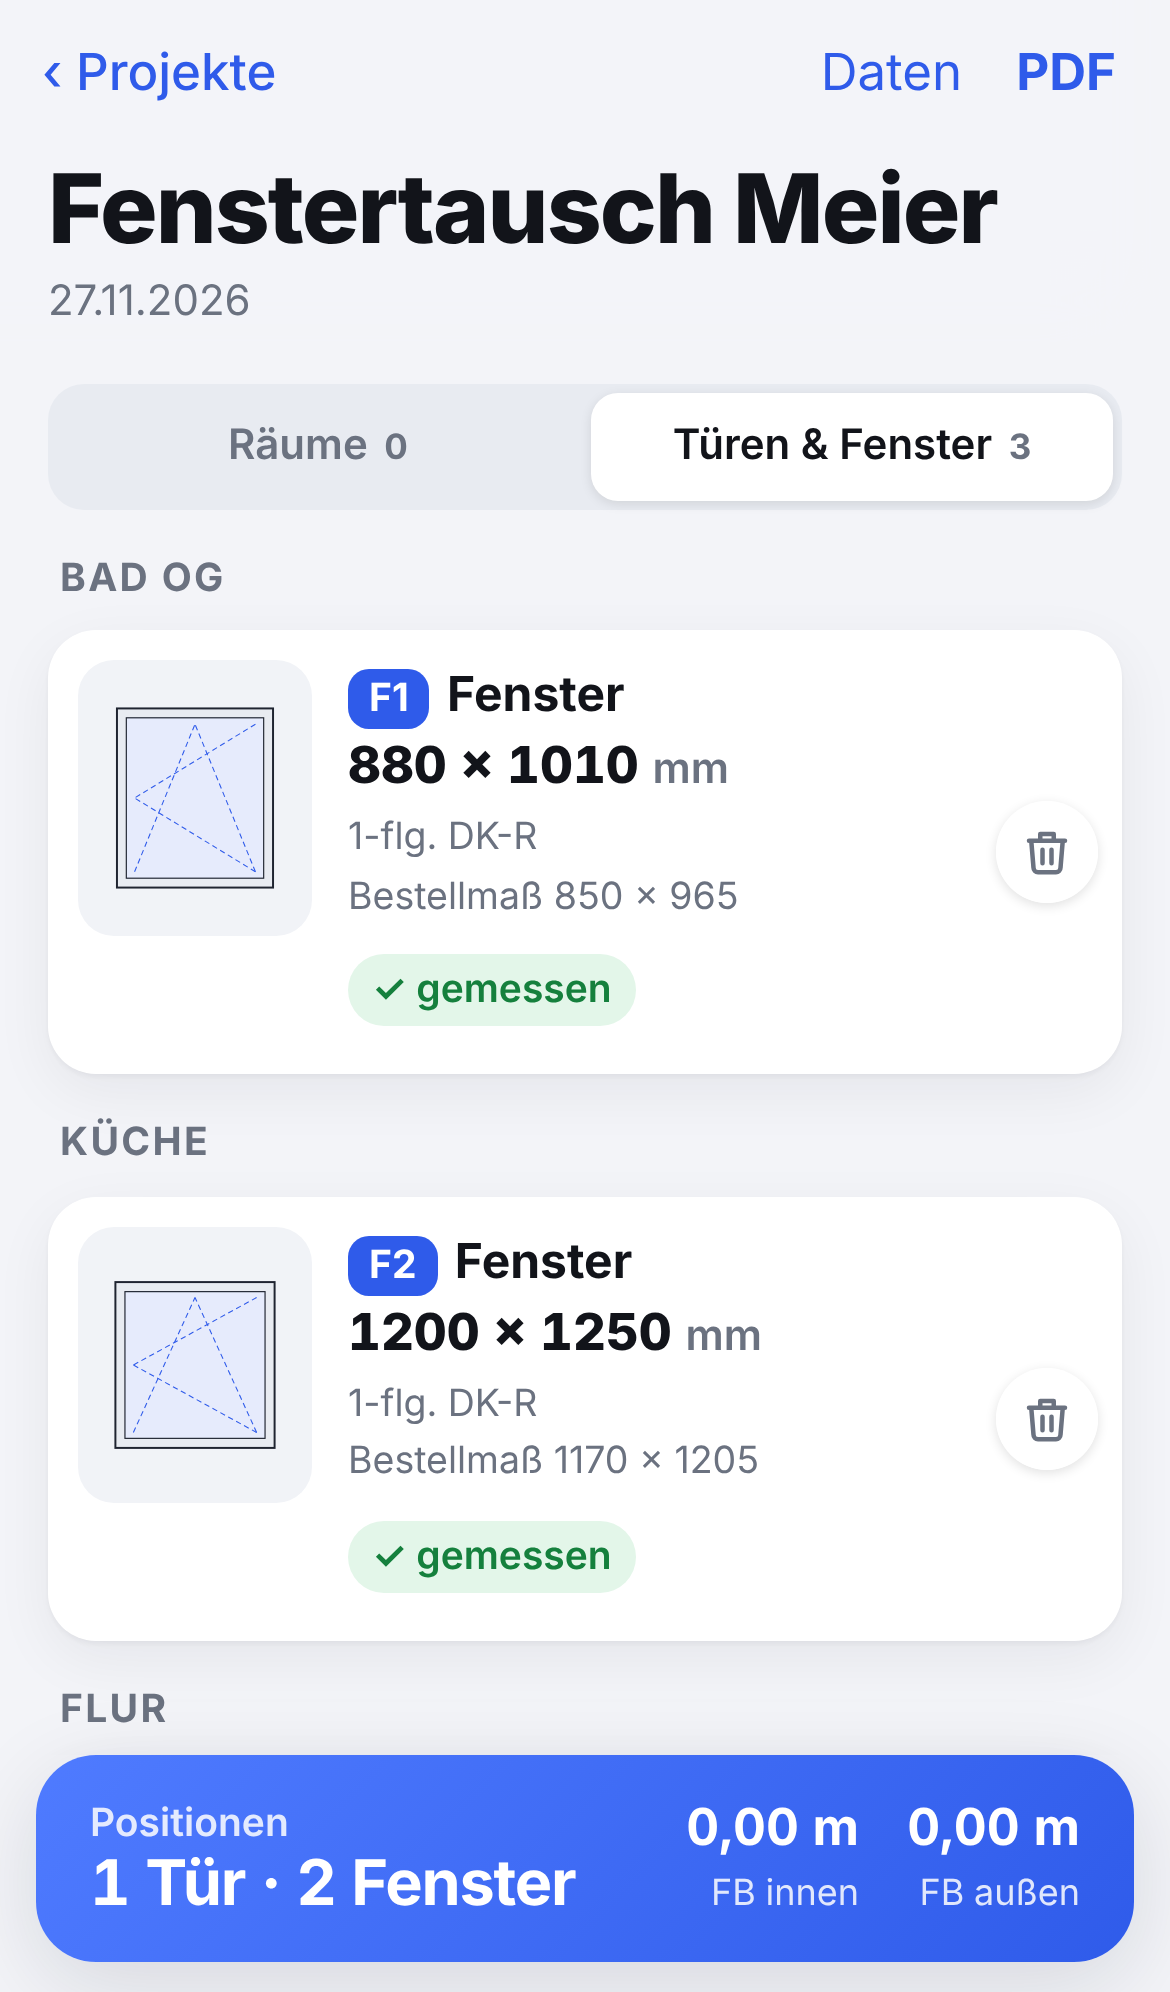 ‹ Projekte
Daten
PDF
Fenstertausch Meier
27.11.2026
Räume 0
Türen & Fenster 3
BAD OG
F1 Fenster
880 × 1010 mm
1-flg. DK-R
Bestellmaß 850 × 965
✓ gemessen
KÜCHE
F2 Fenster
1200 × 1250 mm
1-flg. DK-R
Bestellmaß 1170 × 1205
✓ gemessen
FLUR
Positionen
1 Tür · 2 Fenster
0,00 m
FB innen
0,00 m
FB außen